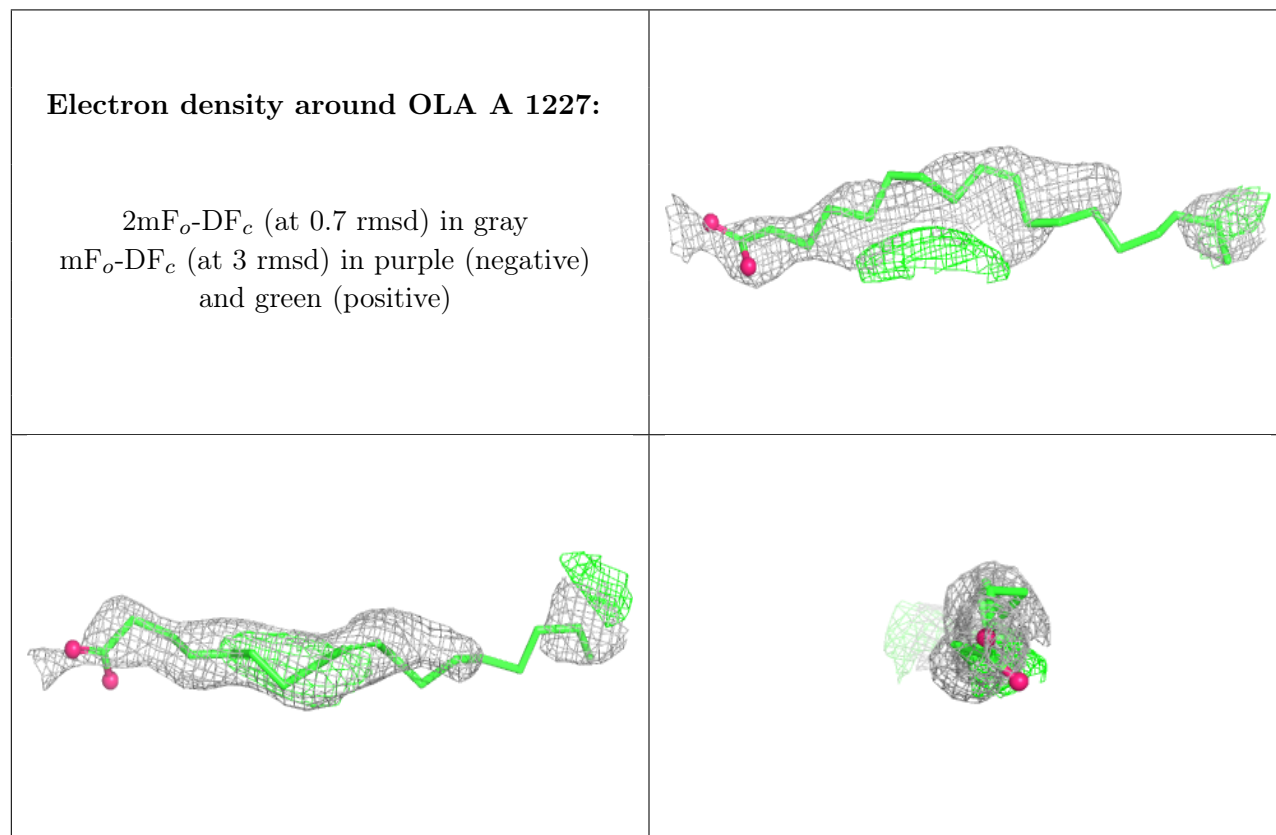 Electron density around OLA A 1227:
2mFo-DFc (at 0.7 rmsd) in gray
mFo-DFc (at 3 rmsd) in purple (negative)
and green (positive)